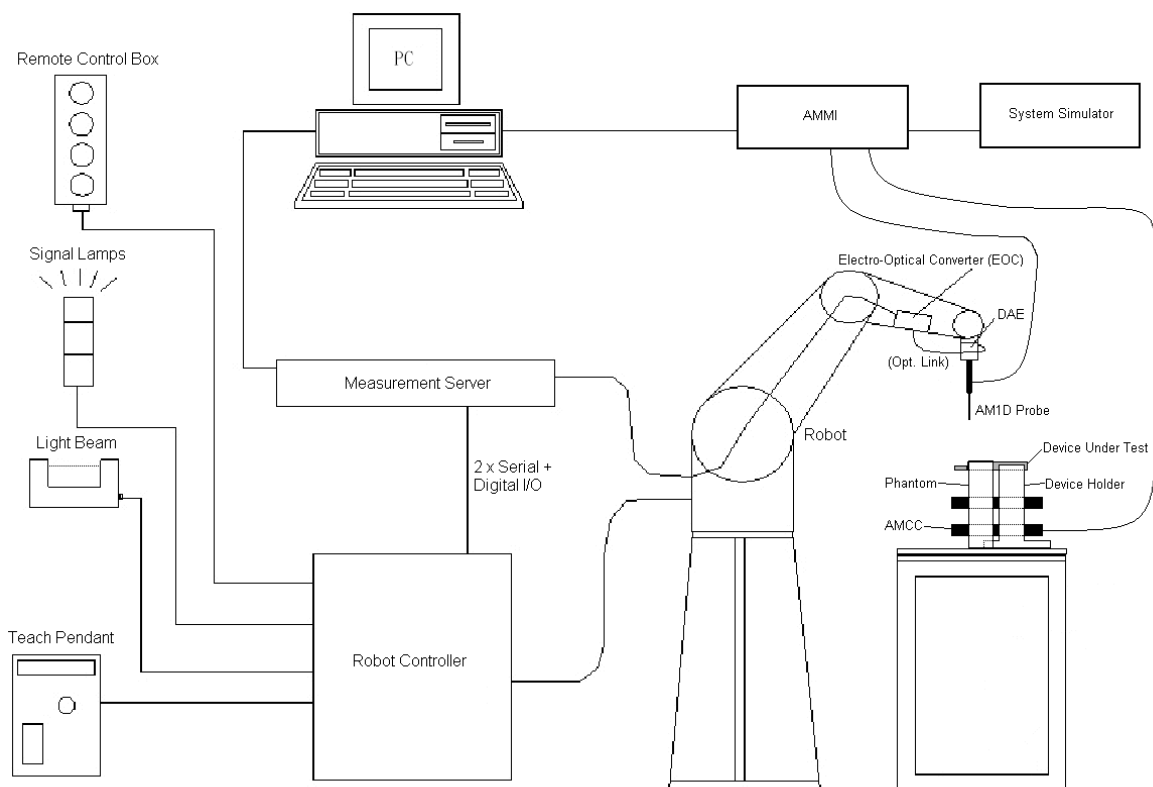 Remote Control Box
PC
AMMI
System Simulator
Signal Lamps
Electro-Optical Converter (EOC)
DAE
(Opt. Link)
Measurement Server
AM1D Probe
Light Beam
Robot
2 x Serial +
Digital I/O
Device Under Test
Phantom
Device Holder
AMCC
Teach Pendant
Robot Controller